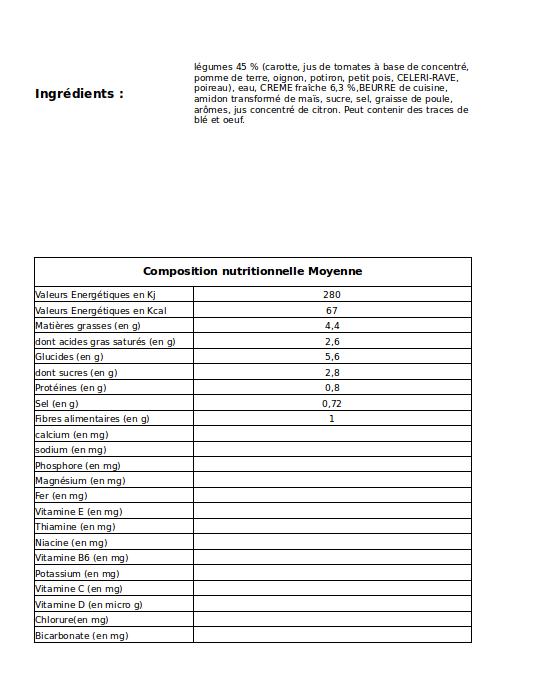 légumes 45 % (carotte, jus de tomates à base de concentré,
pomme de terre, oignon, potiron, petit pois, CELERI-RAVE,
Ingrédients :
poireau), eau, CREME fraîche 6,3 %,BEURRE de cuisine,
amidon transformé de maïs, sucre, sel, graisse de poule,
arômes, jus concentré de citron. Peut contenir des traces de
blé et oeuf.
Composition nutritionnelle Moyenne
Valeurs Energétiques en Kj 280
Valeurs Energétiques en Kcal 67
Matières grasses (en g) 4,4
dont acides gras saturés (en g) 2,6
Glucides (en g) 5,6
dont sucres (en g) 2,8
Protéines (en g) 0,8
Sel (en g) 0,72
Fibres alimentaires (en g) 1
calcium (en mg)
sodium (en mg)
Phosphore (en mg)
Magnésium (en mg)
Fer (en mg)
Vitamine E (en mg)
Thiamine (en mg)
Niacine (en mg)
Vitamine B6 (en mg)
Potassium (en mg)
Vitamine C (en mg)
Vitamine D (en micro g)
Chlorure(en mg)
Bicarbonate (en mg)